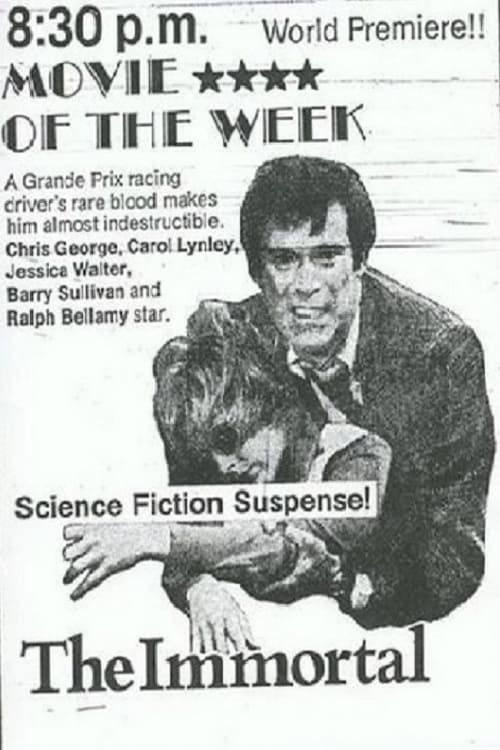 8:30 p.m. World Premiere!!
MOVIE ★★★★
OF THE WEEK
A Grande Prix racing
driver's rare blood makes
him almost indestructible.
Chris George, Carol Lynley,
Jessica Walter,
Barry Sullivan and
Ralph Bellamy star.
Science Fiction Suspense!
The Immortal